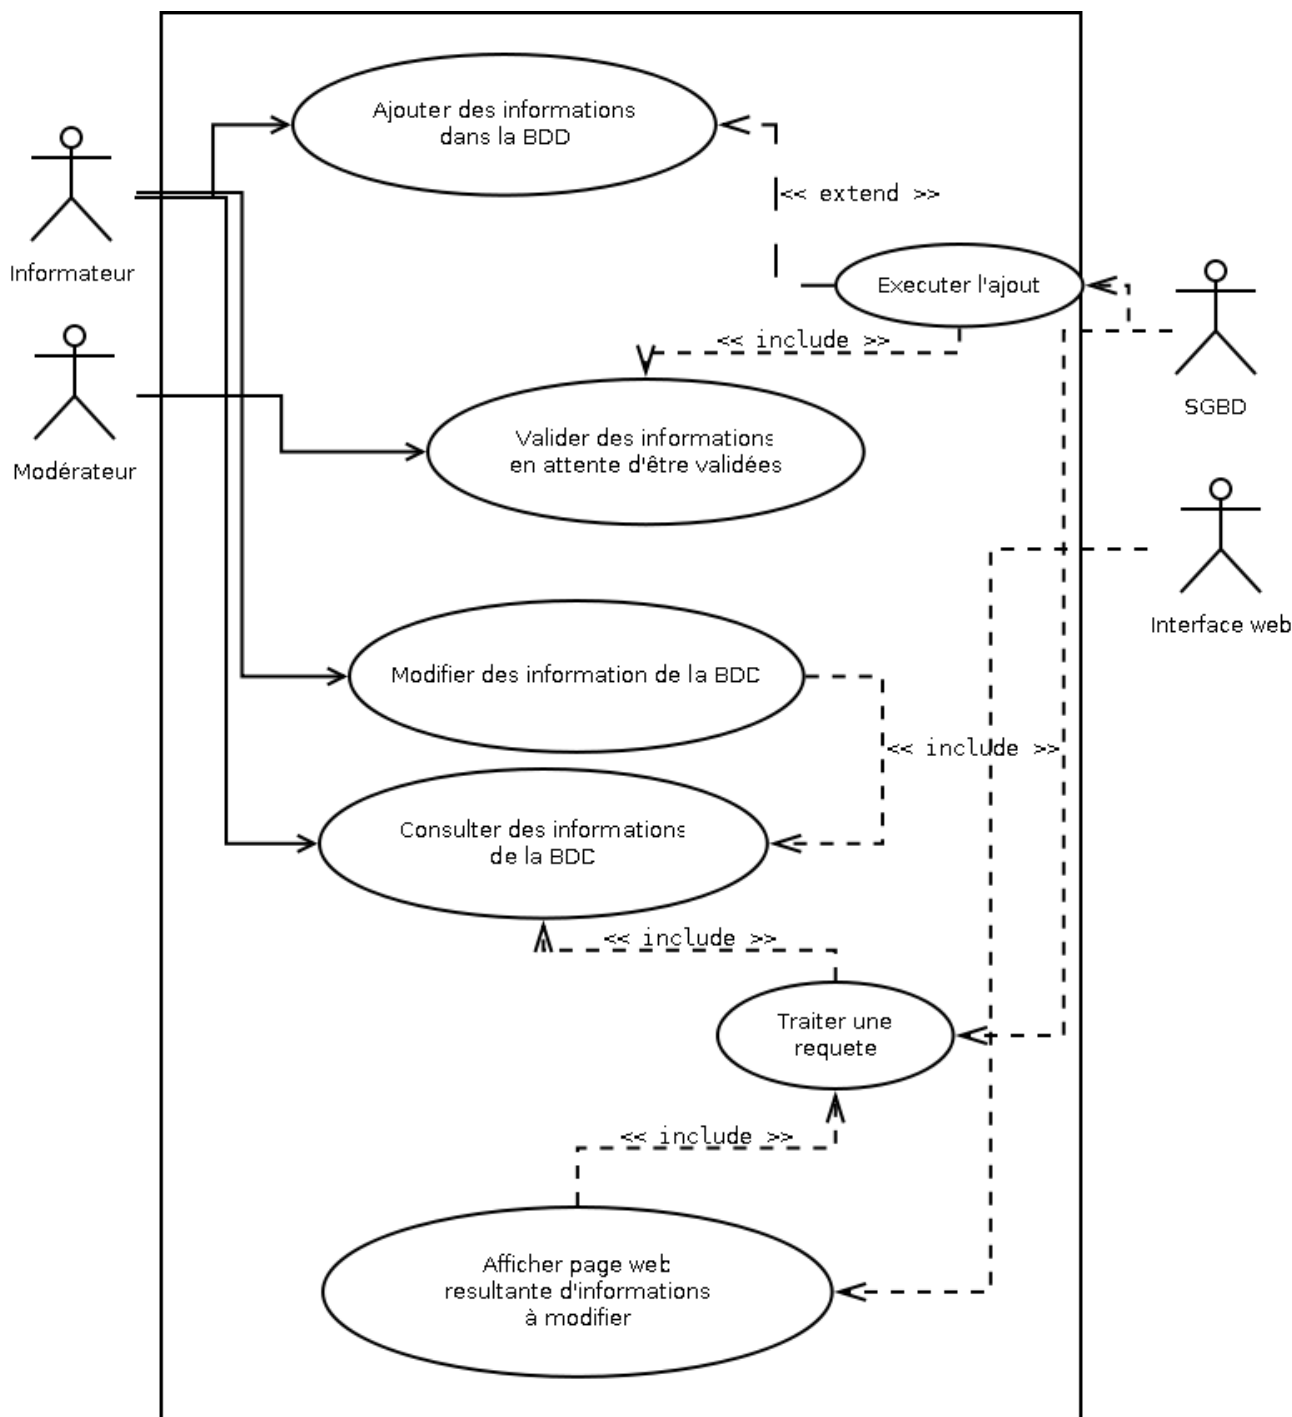 Ajouter des informations
dans la BDD
<< extend >>
Informateur
Executer l'ajout
<< include >>
SGBD
Modérateur
Valider des informations
en attente d'être validées
Interface web
Modifier des information de la BDC
<< include >>
Consulter des informations
de la BDC
<< include >>
Traiter une
requete
<< include >>
Afficher page web
resultante d'informations
à modifier